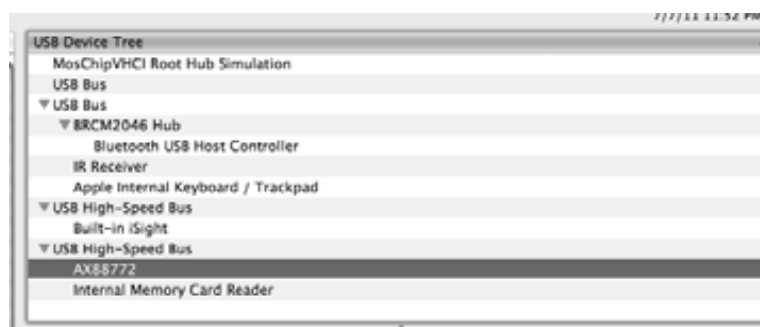 7/7/11 11:52 PM
USB Device Tree
MosChipVHCI Root Hub Simulation
USB Bus
USB Bus
BRCM2046 Hub
Bluetooth USB Host Controller
IR Receiver
Apple Internal Keyboard / Trackpad
USB High-Speed Bus
Built-in iSight
USB High-Speed Bus
AX88772
Internal Memory Card Reader